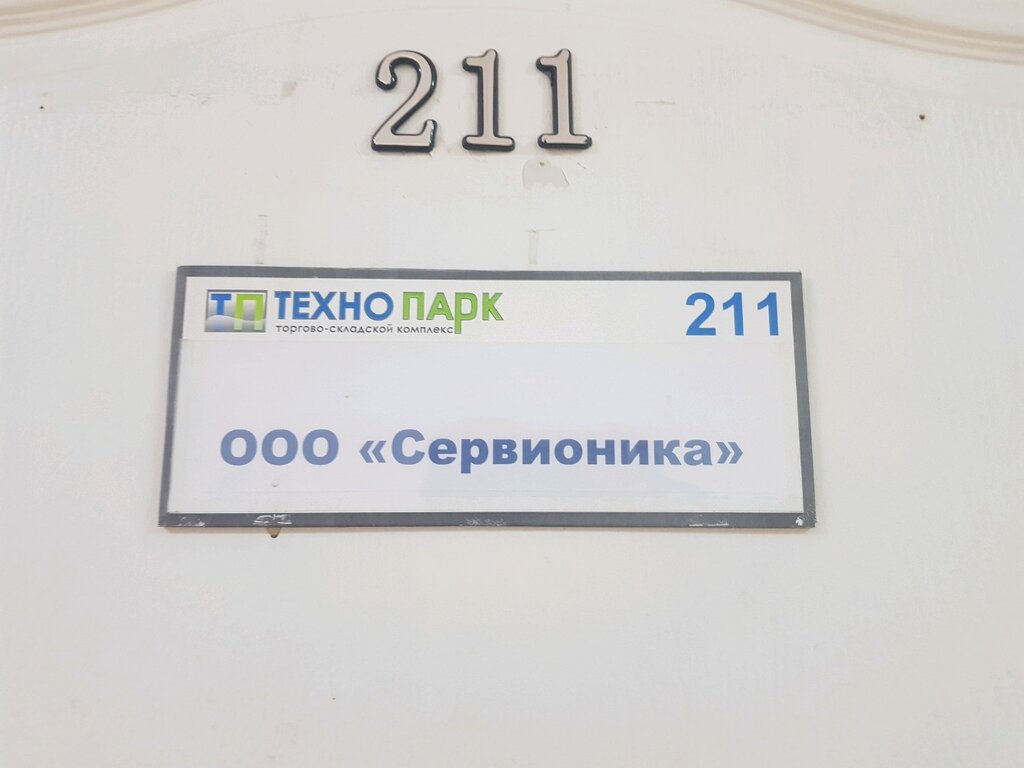 211
ТП ТЕХНО ПАРК 211
торгово-складской комплекс
ООО «Сервионика»